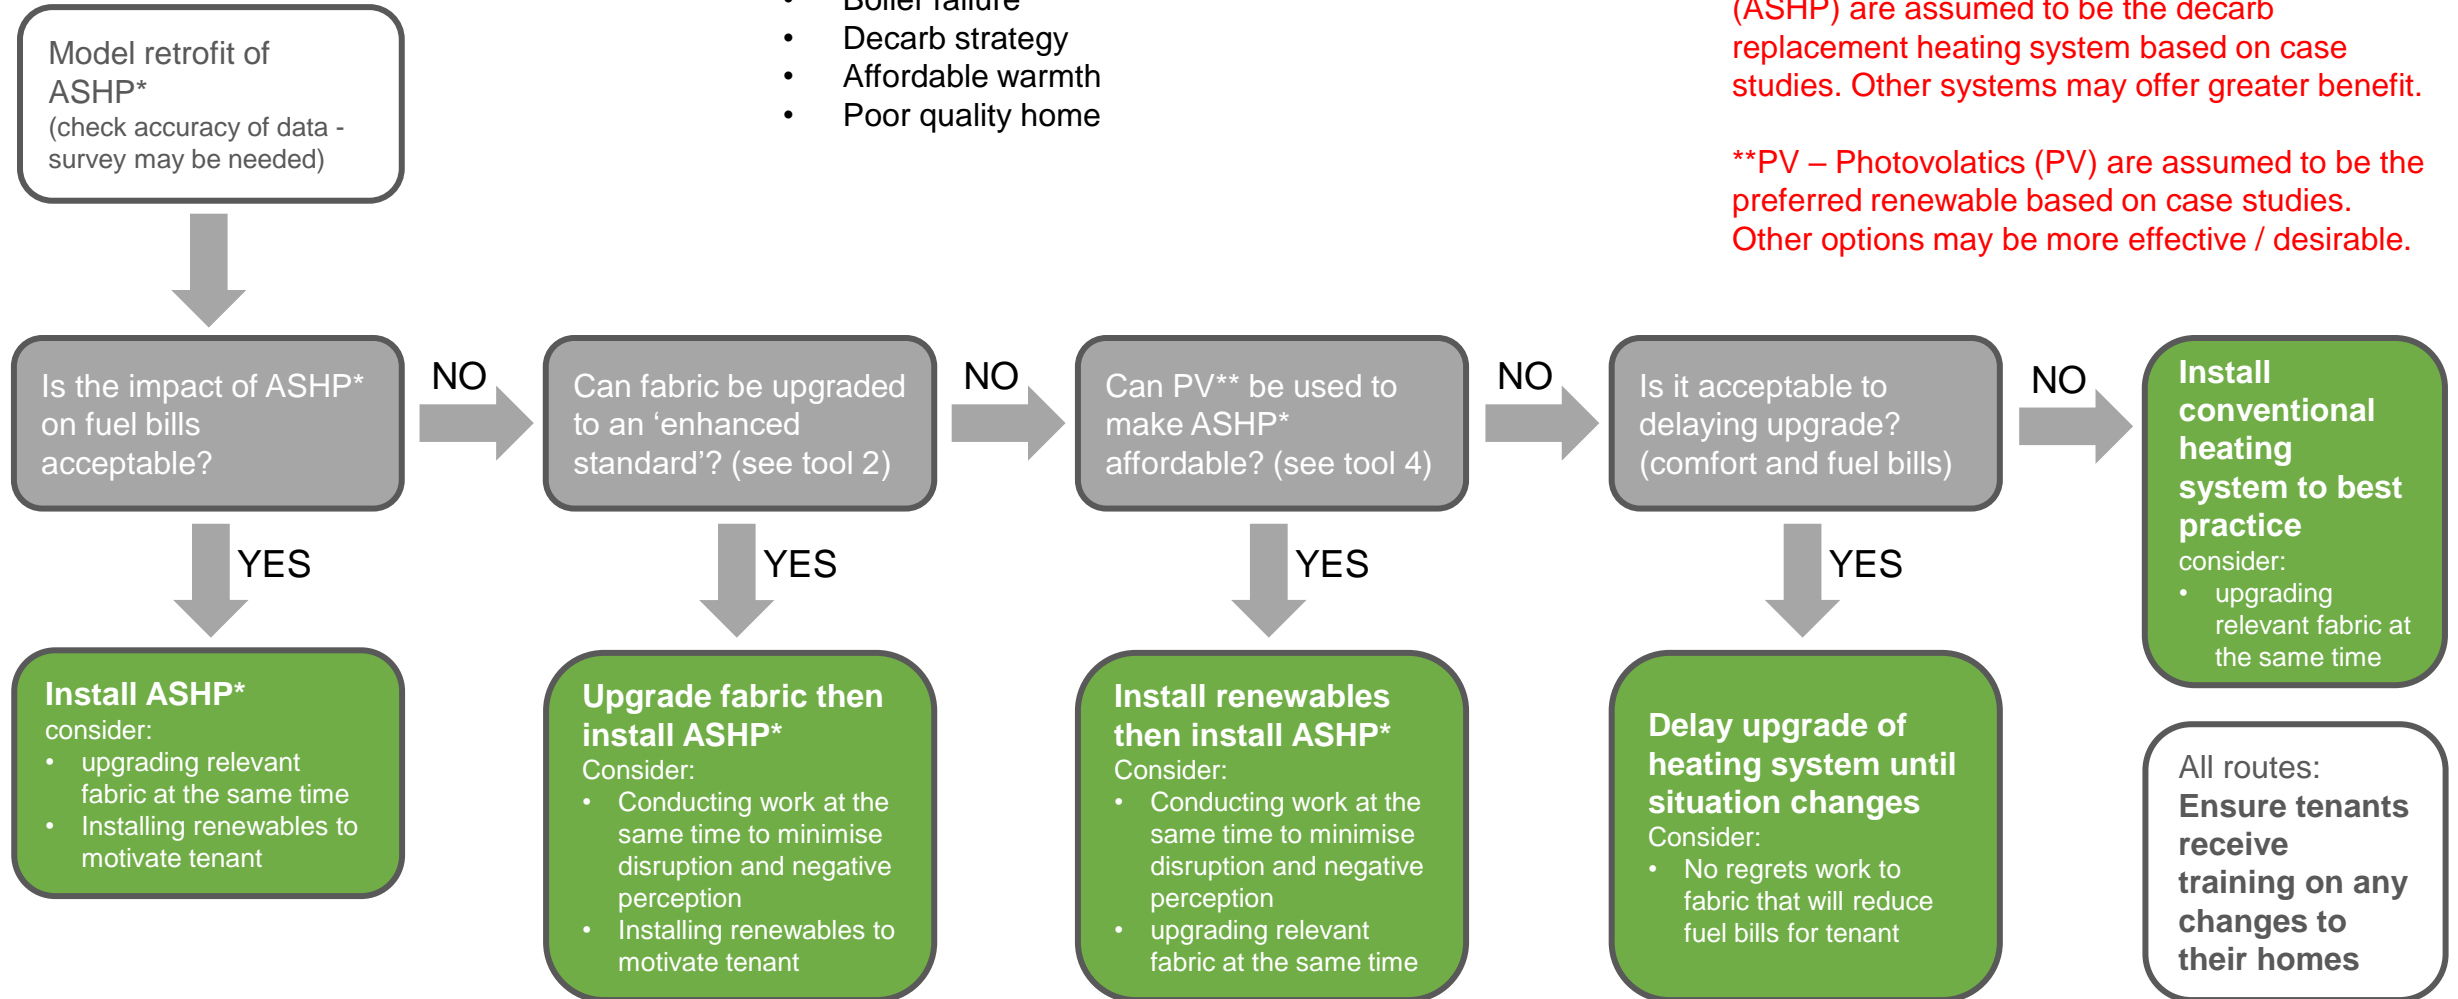 Model retrofit of
ASHP*
(check accuracy of data -
survey may be needed)
• Boiler failure
• Decarb strategy
• Affordable warmth
• Poor quality home
(ASHP) are assumed to be the decarb
replacement heating system based on case
studies. Other systems may offer greater benefit.
**PV – Photovolatics (PV) are assumed to be the
preferred renewable based on case studies.
Other options may be more effective / desirable.
Is the impact of ASHP*
on fuel bills
acceptable?
NO
Can fabric be upgraded
to an ‘enhanced
standard’? (see tool 2)
NO
Can PV** be used to
make ASHP*
affordable? (see tool 4)
NO
Is it acceptable to
delaying upgrade?
(comfort and fuel bills)
NO
Install
conventional
heating
system to best
practice
consider:
• upgrading
relevant fabric at
the same time
YES
YES
YES
YES
Install ASHP*
consider:
• upgrading relevant
fabric at the same time
• Installing renewables to
motivate tenant
Upgrade fabric then
install ASHP*
Consider:
• Conducting work at the
same time to minimise
disruption and negative
perception
• Installing renewables to
motivate tenant
Install renewables
then install ASHP*
Consider:
• Conducting work at the
same time to minimise
disruption and negative
perception
• upgrading relevant
fabric at the same time
Delay upgrade of
heating system until
situation changes
Consider:
• No regrets work to
fabric that will reduce
fuel bills for tenant
All routes:
Ensure tenants
receive
training on any
changes to
their homes